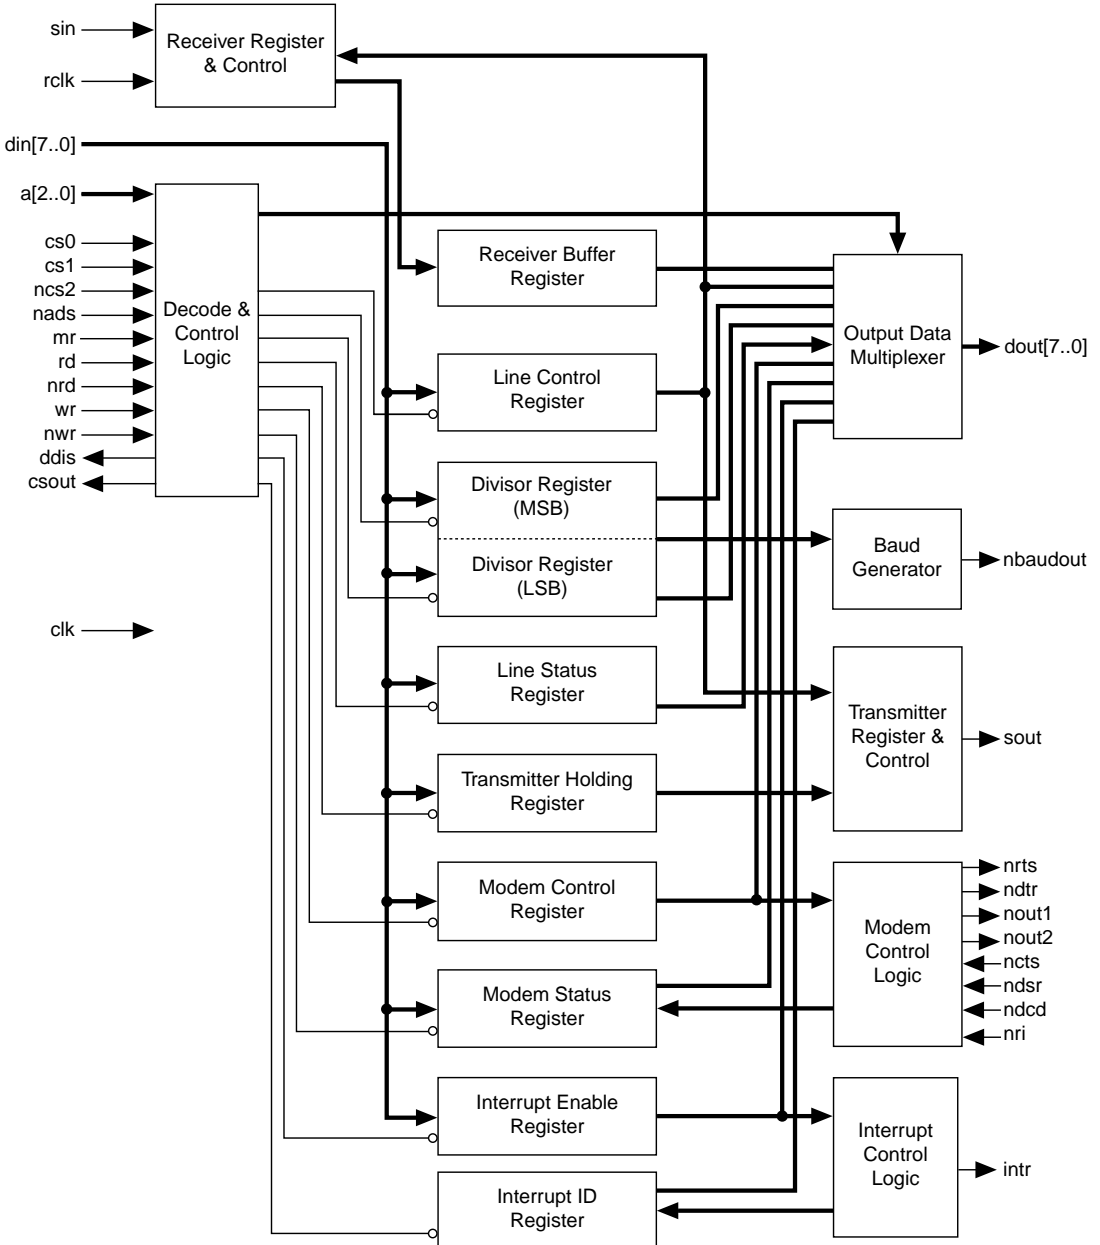 sin
rclk
Receiver Register
& Control
din[7..0]
a[2..0]
cs0
cs1
ncs2
nads
mr
rd
nrd
wr
nwr
ddis
csout
Decode &
Control
Logic
clk
Receiver Buffer
Register
Line Control
Register
Divisor Register
(MSB)
Divisor Register
(LSB)
Line Status
Register
Transmitter Holding
Register
Modem Control
Register
Modem Status
Register
Interrupt Enable
Register
Interrupt ID
Register
Output Data
Multiplexer
dout[7..0]
Baud
Generator
nbaudout
Transmitter
Register &
Control
sout
Modem
Control
Logic
nrts
ndtr
nout1
nout2
ncts
ndsr
ndcd
nri
Interrupt
Control
Logic
intr